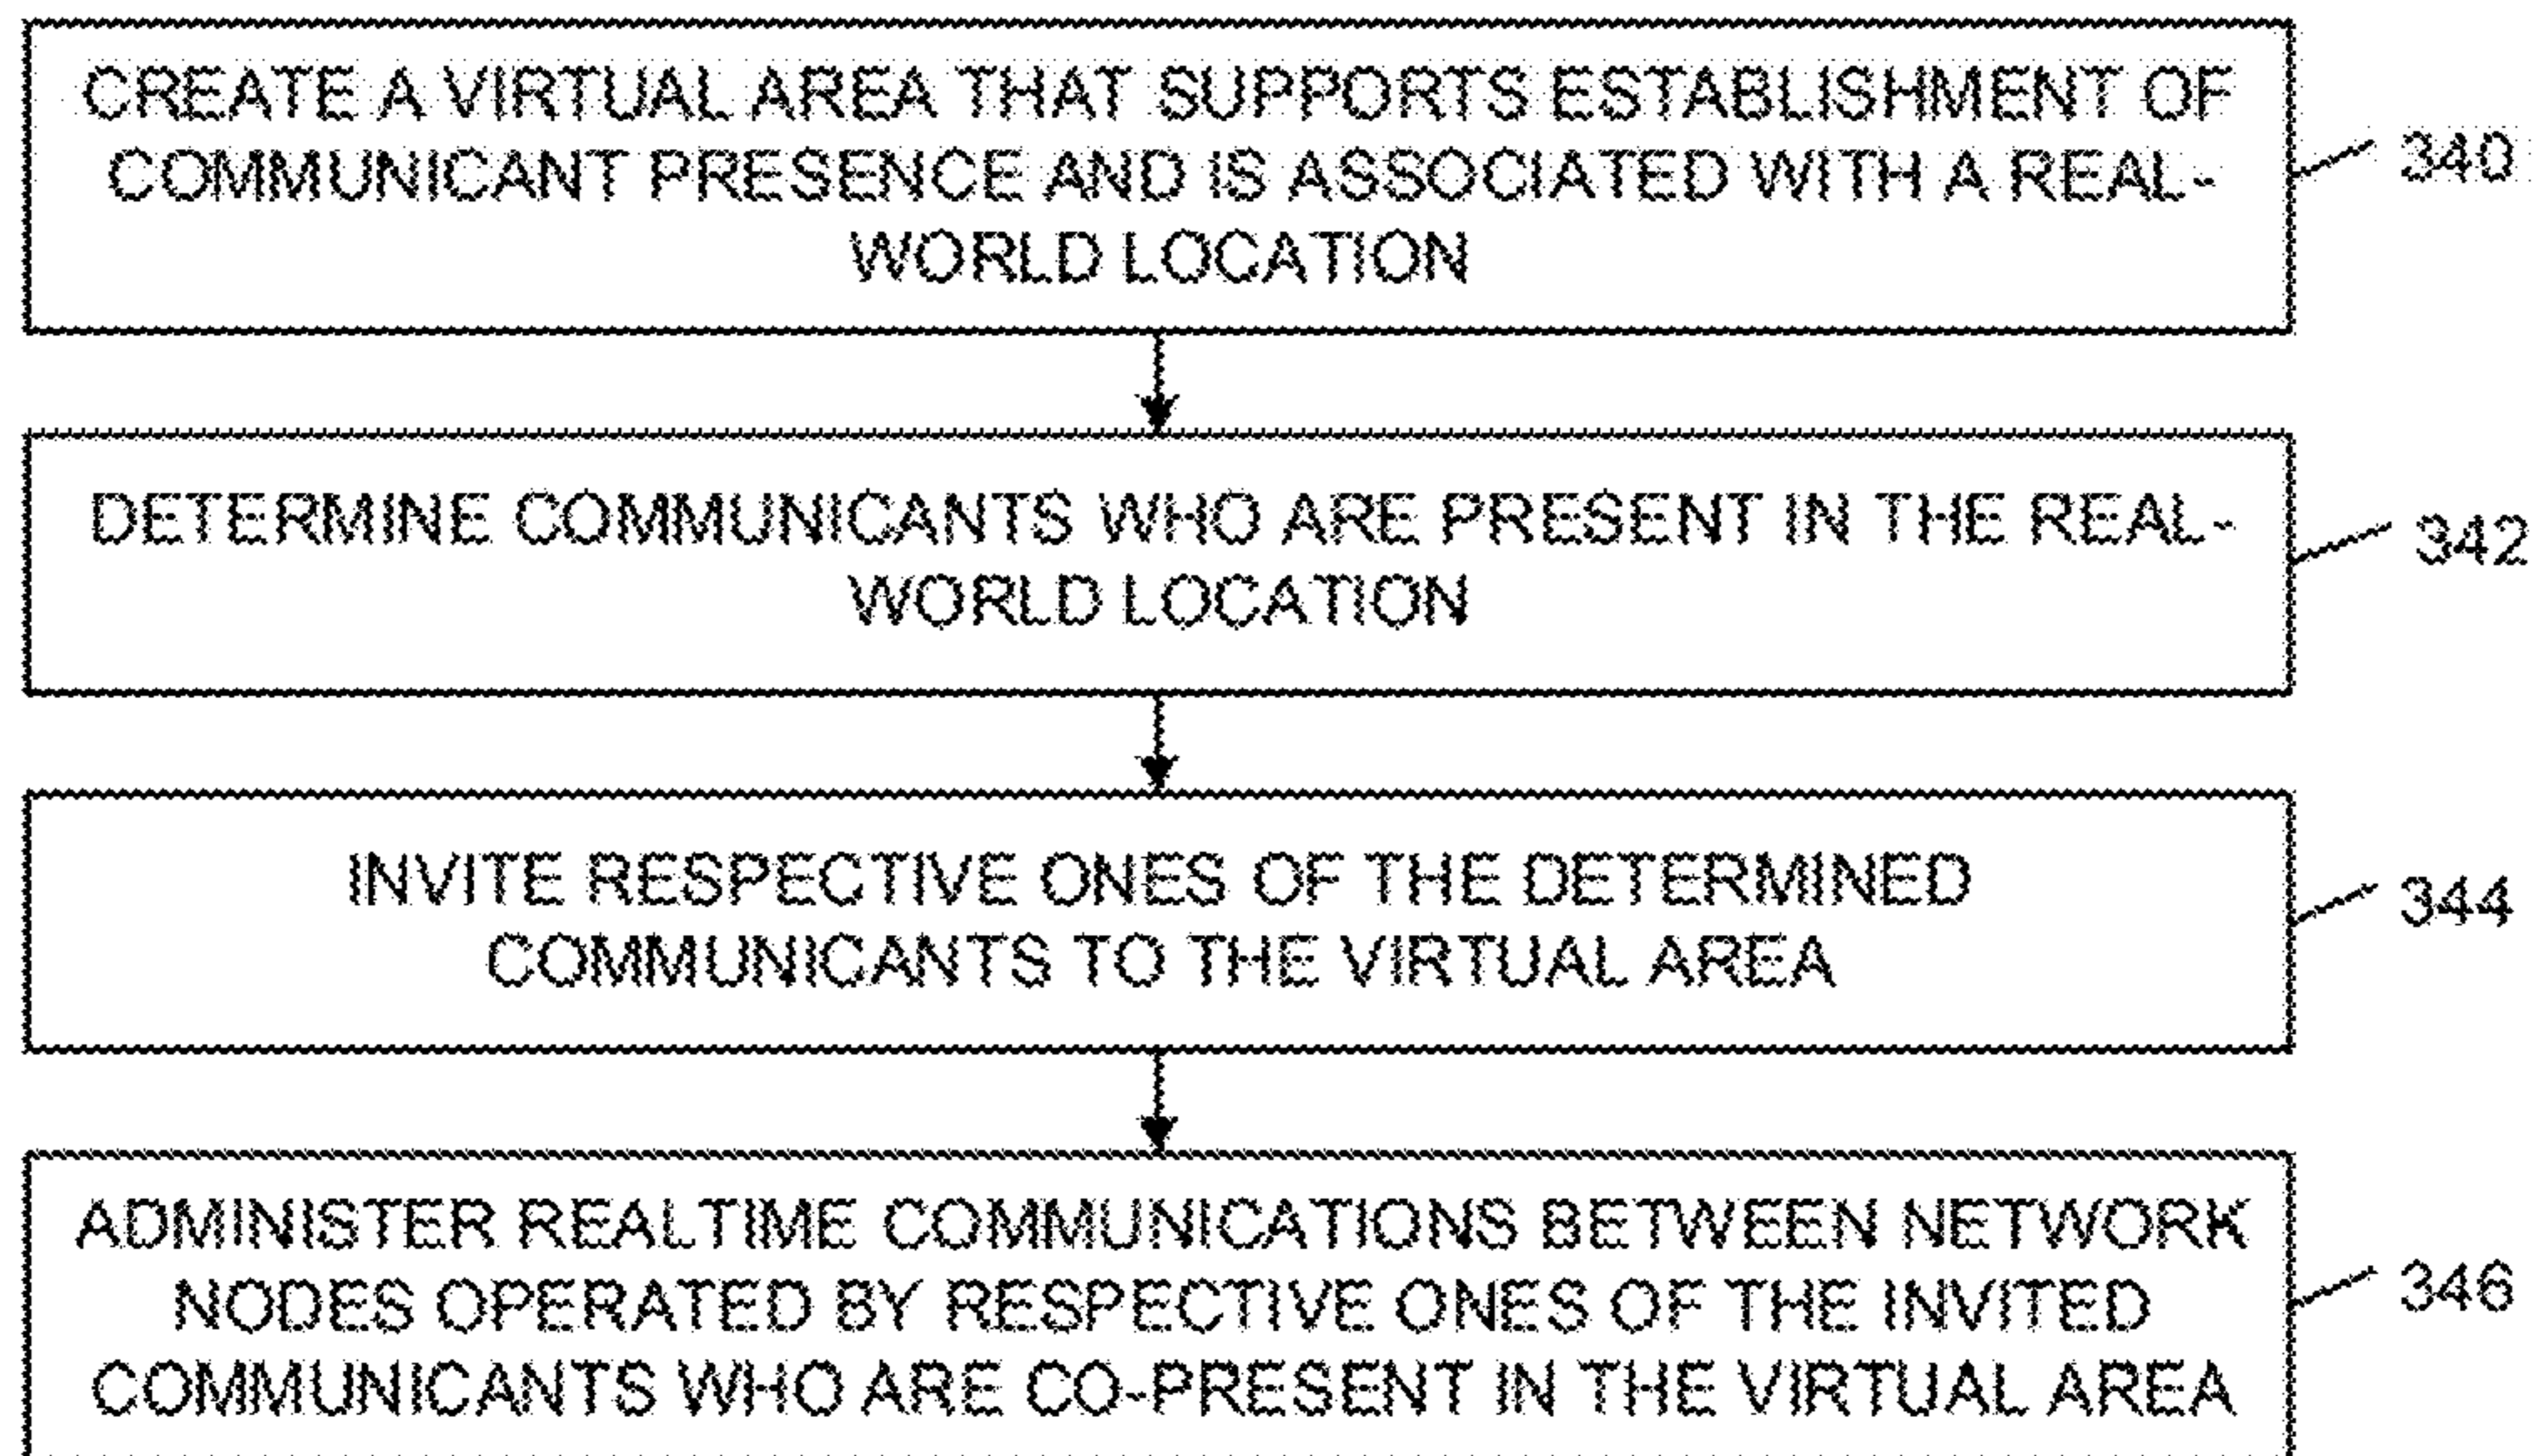 CREATE A VIRTUAL AREA THAT SUPPORTS ESTABLISHMENT OF
COMMUNICANT PRESENCE AND IS ASSOCIATED WITH A REAL-
WORLD LOCATION
340
DETERMINE COMMUNICANTS WHO ARE PRESENT IN THE REAL-
WORLD LOCATION
342
INVITE RESPECTIVE ONES OF THE DETERMINED
COMMUNICANTS TO THE VIRTUAL AREA
344
ADMINISTER REALTIME COMMUNICATIONS BETWEEN NETWORK
NODES OPERATED BY RESPECTIVE ONES OF THE INVITED
COMMUNICANTS WHO ARE CO-PRESENT IN THE VIRTUAL AREA
346